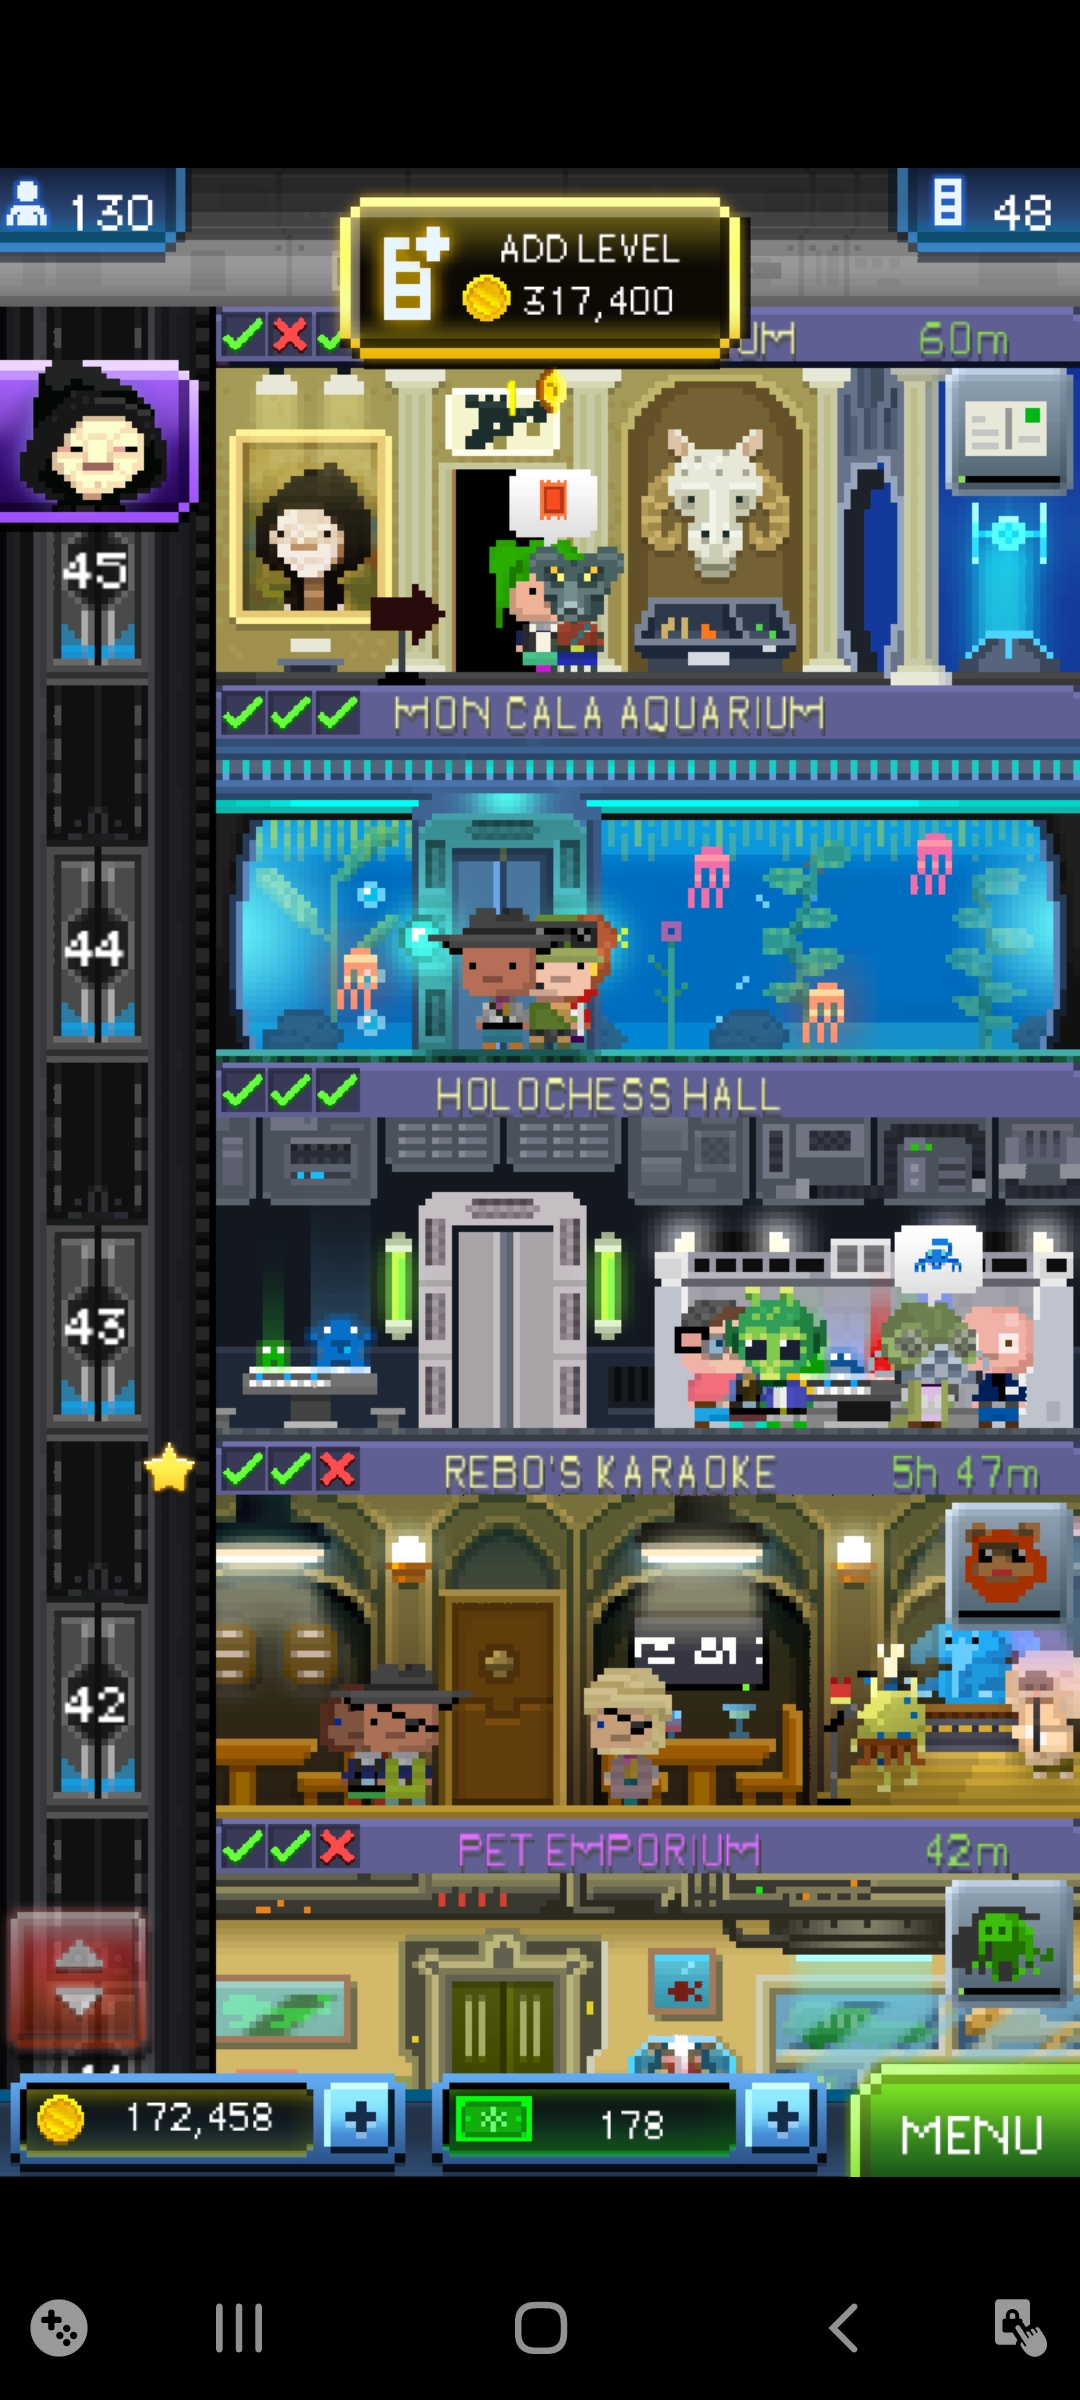 130
48
ADD LEVEL
317,400
UM
60m
45
MON CALA AQUARIUM
44
HOLOCHESS HALL
43
REBO'S KARAOKE
5h 47m
42
PET EMPORIUM
42m
172,458
178
MENU